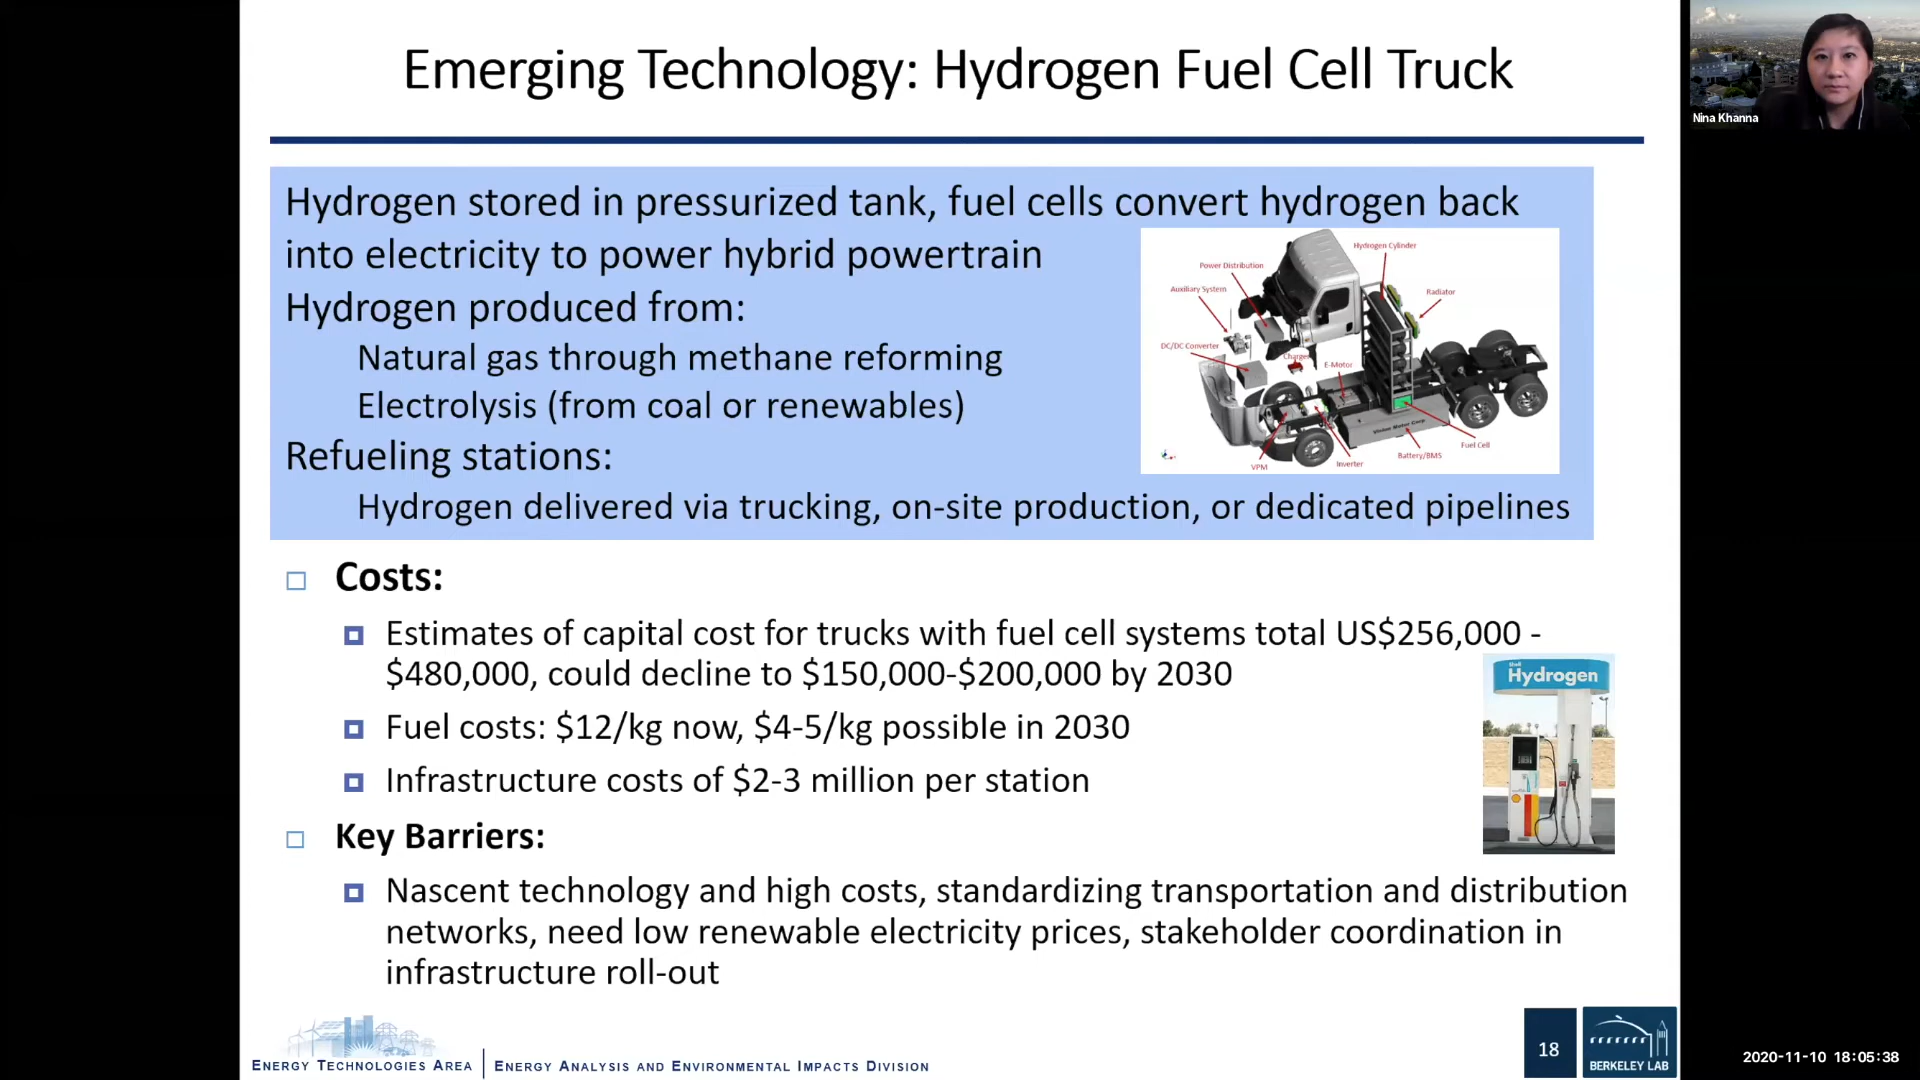 Emerging Technology: Hydrogen Fuel Cell Truck
Nina Khanna
Hydrogen stored in pressurized tank, fuel cells convert hydrogen back
into electricity to power hybrid powertrain
Hydrogen produced from:
Natural gas through methane reforming
Electrolysis (from coal or renewables)
Refueling stations:
Hydrogen delivered via trucking, on-site production, or dedicated pipelines
Hydrogen Cylinder
Power Distribution
Auxiliary System
Radiator
DC/DC Converter
Charger
E-Motor
Vision Motor Corp
Fuel Cell
Battery/BMS
Inverter
VPM
Costs:
Estimates of capital cost for trucks with fuel cell systems total US$256,000 -
$480,000, could decline to $150,000-$200,000 by 2030
Fuel costs: $12/kg now, $4-5/kg possible in 2030
Infrastructure costs of $2-3 million per station
Shell
Hydrogen
Key Barriers:
Nascent technology and high costs, standardizing transportation and distribution
networks, need low renewable electricity prices, stakeholder coordination in
infrastructure roll-out
ENERGY TECHNOLOGIES AREA
ENERGY ANALYSIS AND ENVIRONMENTAL IMPACTS DIVISION
18
BERKELEY LAB
2020-11-10 18:05:38